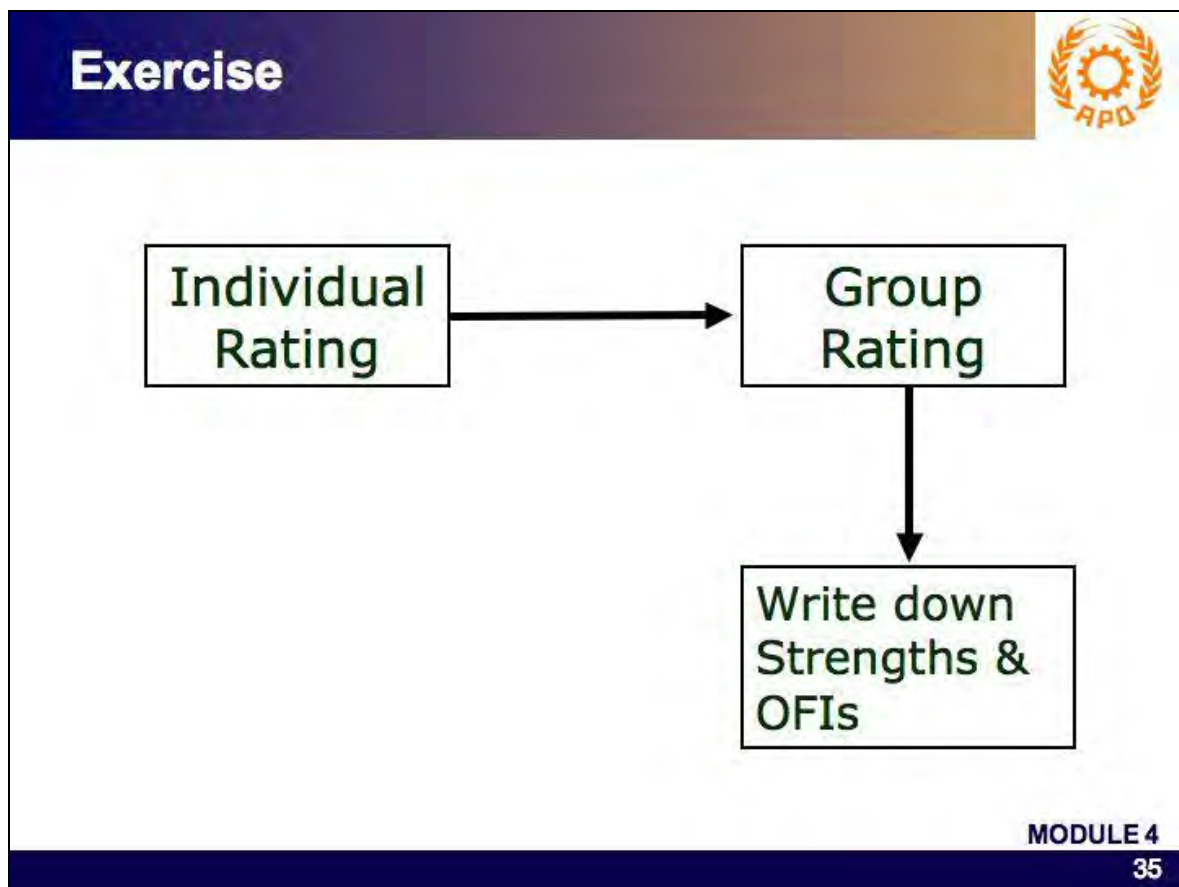 Exercise
APO
Individual
Rating
Group
Rating
Write down
Strengths &
OFIs
MODULE 4
35